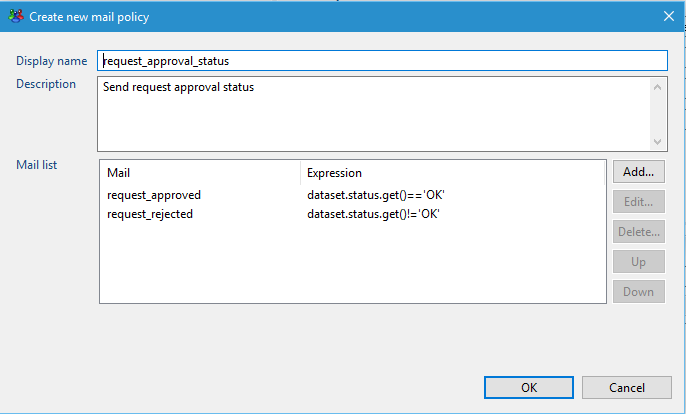 Create new mail policy
Display name request_approval_status
Description Send request approval status
Mail list
Mail Expression
request_approved dataset.status.get()=='OK'
request_rejected dataset.status.get()!='OK'
Add...
Edit...
Delete...
Up
Down
OK Cancel